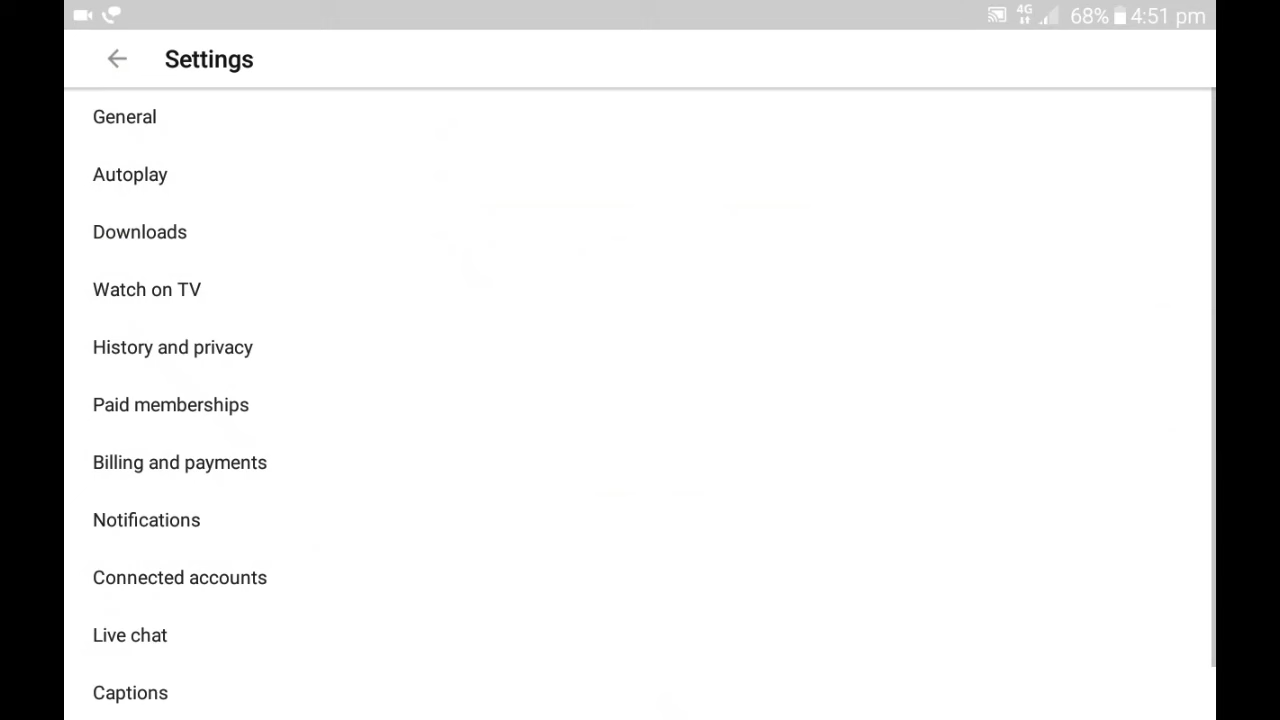 4G 68% 4:51 pm
Settings
General
Autoplay
Downloads
Watch on TV
History and privacy
Paid memberships
Billing and payments
Notifications
Connected accounts
Live chat
Captions